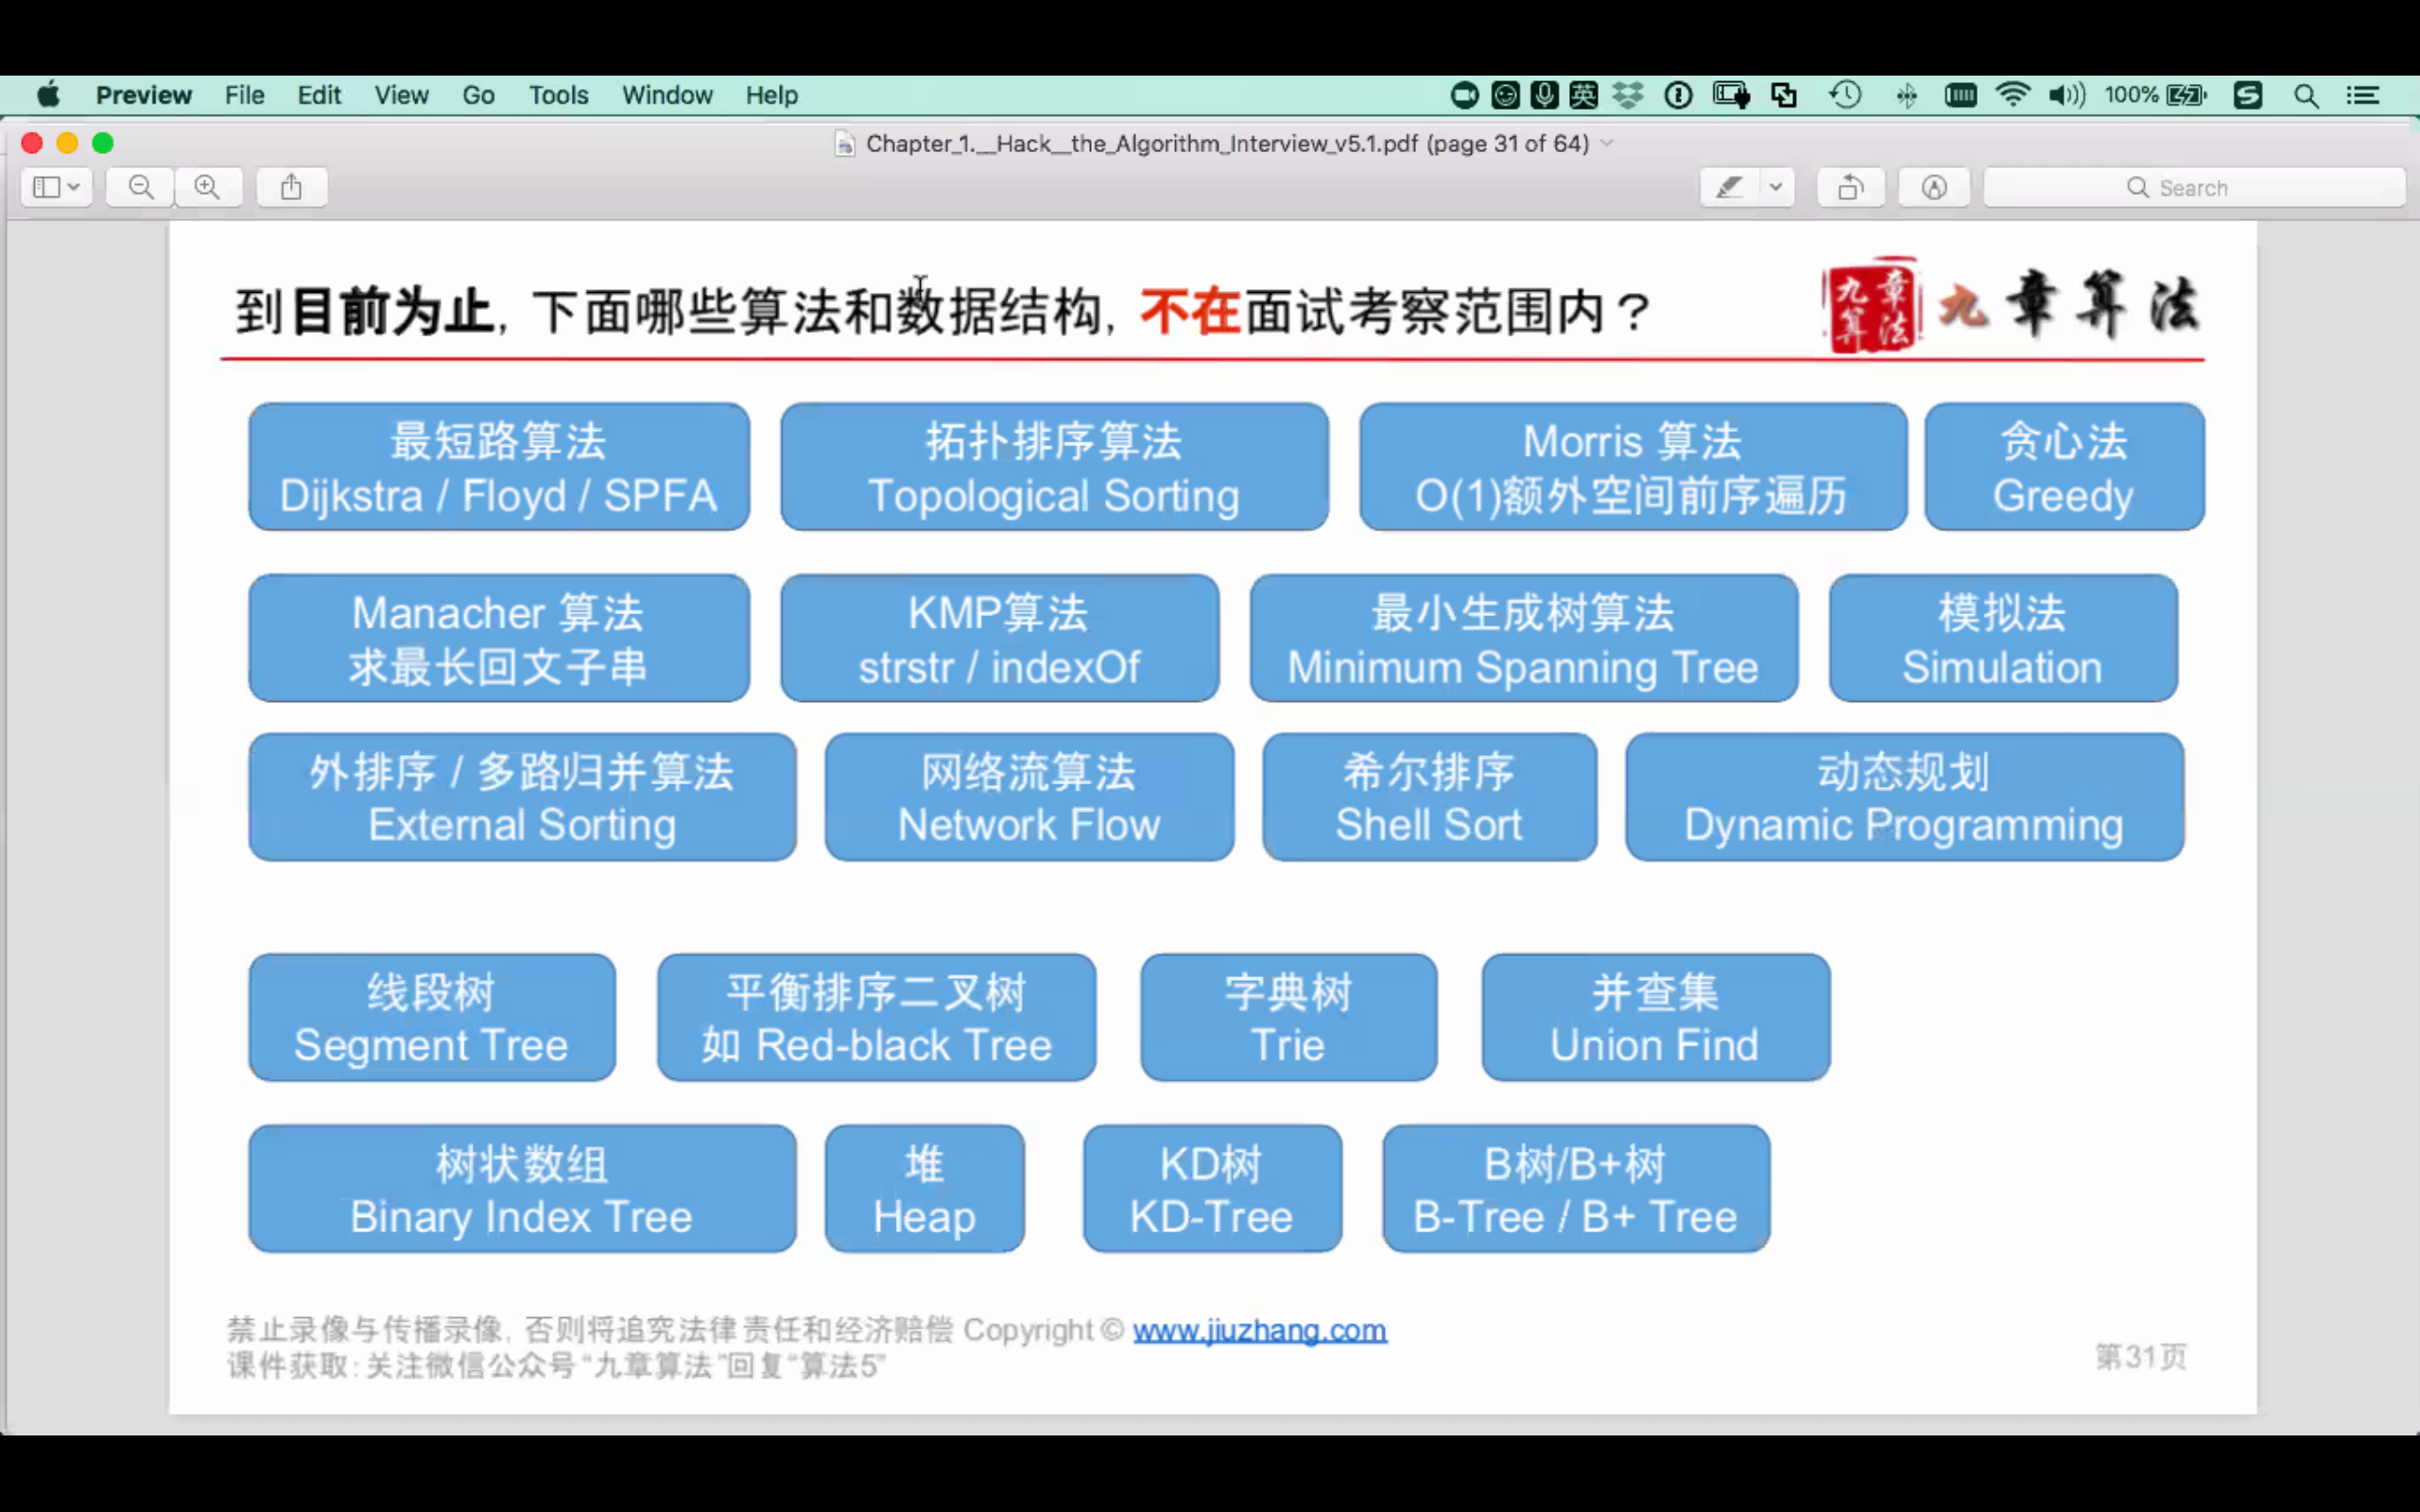 Preview File Edit View Go Tools Window Help 英 100%
Chapter_1.__Hack__the_Algorithm_Interview_v5.1.pdf (page 31 of 64)
Search
到目前为止, 下面哪些算法和数据结构, 不在面试考察范围内？
九章算法 九章算法
最短路算法
Dijkstra / Floyd / SPFA
拓扑排序算法
Topological Sorting
Morris 算法
O(1)额外空间前序遍历
贪心法
Greedy
Manacher 算法
求最长回文子串
KMP算法
strstr / indexOf
最小生成树算法
Minimum Spanning Tree
模拟法
Simulation
外排序 / 多路归并算法
External Sorting
网络流算法
Network Flow
希尔排序
Shell Sort
动态规划
Dynamic Programming
线段树
Segment Tree
平衡排序二叉树
如 Red-black Tree
字典树
Trie
并查集
Union Find
树状数组
Binary Index Tree
堆
Heap
KD树
KD-Tree
B树/B+树
B-Tree / B+ Tree
禁止录像与传播录像, 否则将追究法律责任和经济赔偿 Copyright © www.jiuzhang.com
课件获取: 关注微信公众号“九章算法”回复“算法5”
第31页